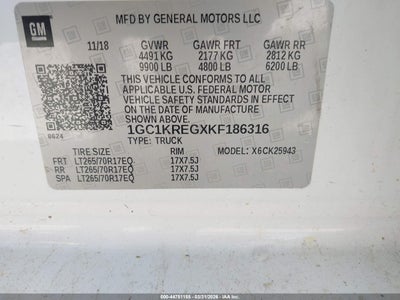 MFD BY GENERAL MOTORS LLC
GM
11/18 GVWR GAWR FRT GAWR RR
4491 KG 2177 KG 2812 KG
9900 LB 4800 LB 6200 LB
THIS VEHICLE CONFORMS TO ALL
APPLICABLE U.S. FEDERAL MOTOR
VEHICLE SAFETY STANDARDS IN EFFECT
ON THE DATE OF MANUFACTURE SHOWN ABOVE.
1GC1KREGXKF186316
TYPE: TRUCK
0624
TIRE SIZE RIM MODEL: X6CK25943
FRT LT265/70R17EQ 17X7.5J
RR LT265/70R17EQ 17X7.5J
SPA LT265/70R17EQ 17X7.5J